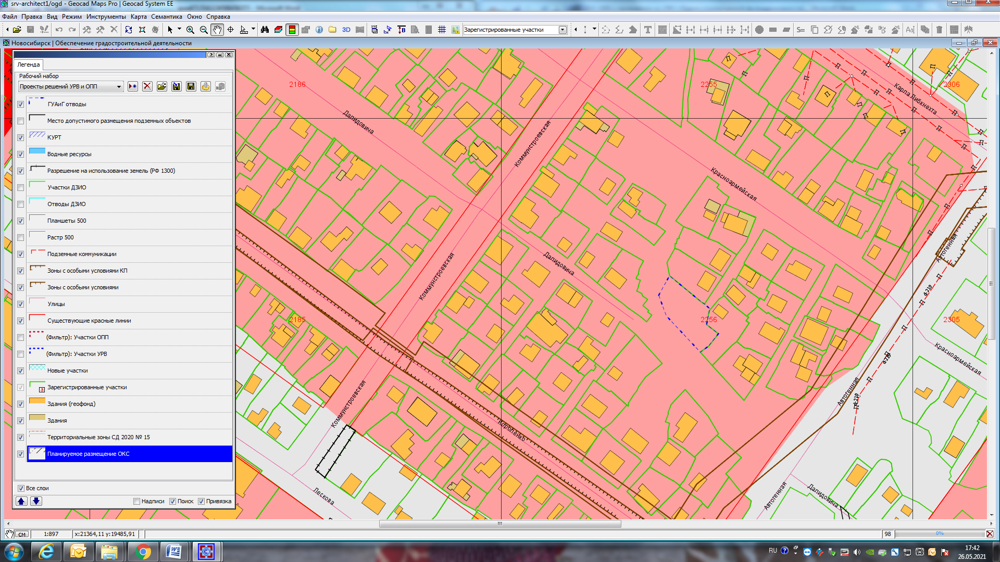 srv-architect1/ogd - Geocad Maps Pro | Geocad System EE
Файл Правка Вид Режим Инструменты Карта Семантика Окно Справка
3D
Зарегистрированные участки
Новосибирск | Обеспечение градостроительной деятельности
Легенда
Рабочий набор
Проекты решений УРВ и ОПП
ГУАиГ отводы
Место допустимого размещения подземных объектов
КУРТ
Водные ресурсы
Разрешение на использование земель (РФ 1300)
Участки ДЗИО
Отводы ДЗИО
Планшеты 500
Растр 500
Подземные коммуникации
Зоны с особыми условиями КП
Зоны с особыми условиями
Улицы
Существующие красные линии
(Фильтр): Участки ОПП
(Фильтр): Участки УРВ
Новые участки
Зарегистрированные участки
Здания (геофонд)
Здания
Территориальные зоны СД 2020 № 15
Планируемое размещение ОКС
Все слои
Надписи Поиск Привязка
2186
2255
2306
Карла Либкнехта
Далидовича
Коммунстроевская
Красноармейская
Автогенная
Далидовича
Коммунстроевская
d-219
2185
2256
2305
Красноармейская
d-219
Автогенная
d-219
Коммунстроевская
Короленко
Лескова
Автогенная
Далидовича
СМ
1:897
x:21364,11 y:19485,91
98
0%
RU
17:42
26.05.2021